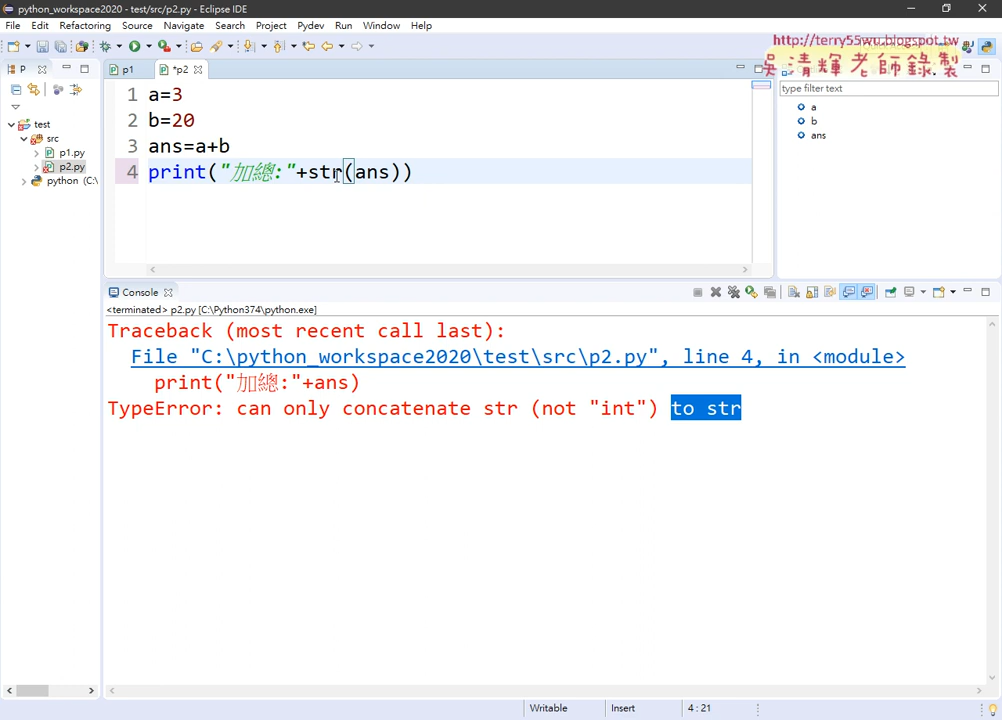 python_workspace2020 - test/src/p2.py - Eclipse IDE
File Edit Refactoring Source Navigate Search Project Pydev Run Window Help
http://terry55wu.blogspot.tw
吳清輝老師錄製
P
p1
*p2
type filter text
test
src
p1.py
p2.py
python (C:\
1 a=3
2 b=20
3 ans=a+b
4 print("加總:"+str(ans))
a
b
ans
Console
<terminated> p2.py [C:\Python374\python.exe]
Traceback (most recent call last):
File "C:\python_workspace2020\test\src\p2.py", line 4, in <module>
print("加總:"+ans)
TypeError: can only concatenate str (not "int") to str
Writable Insert 4 : 21